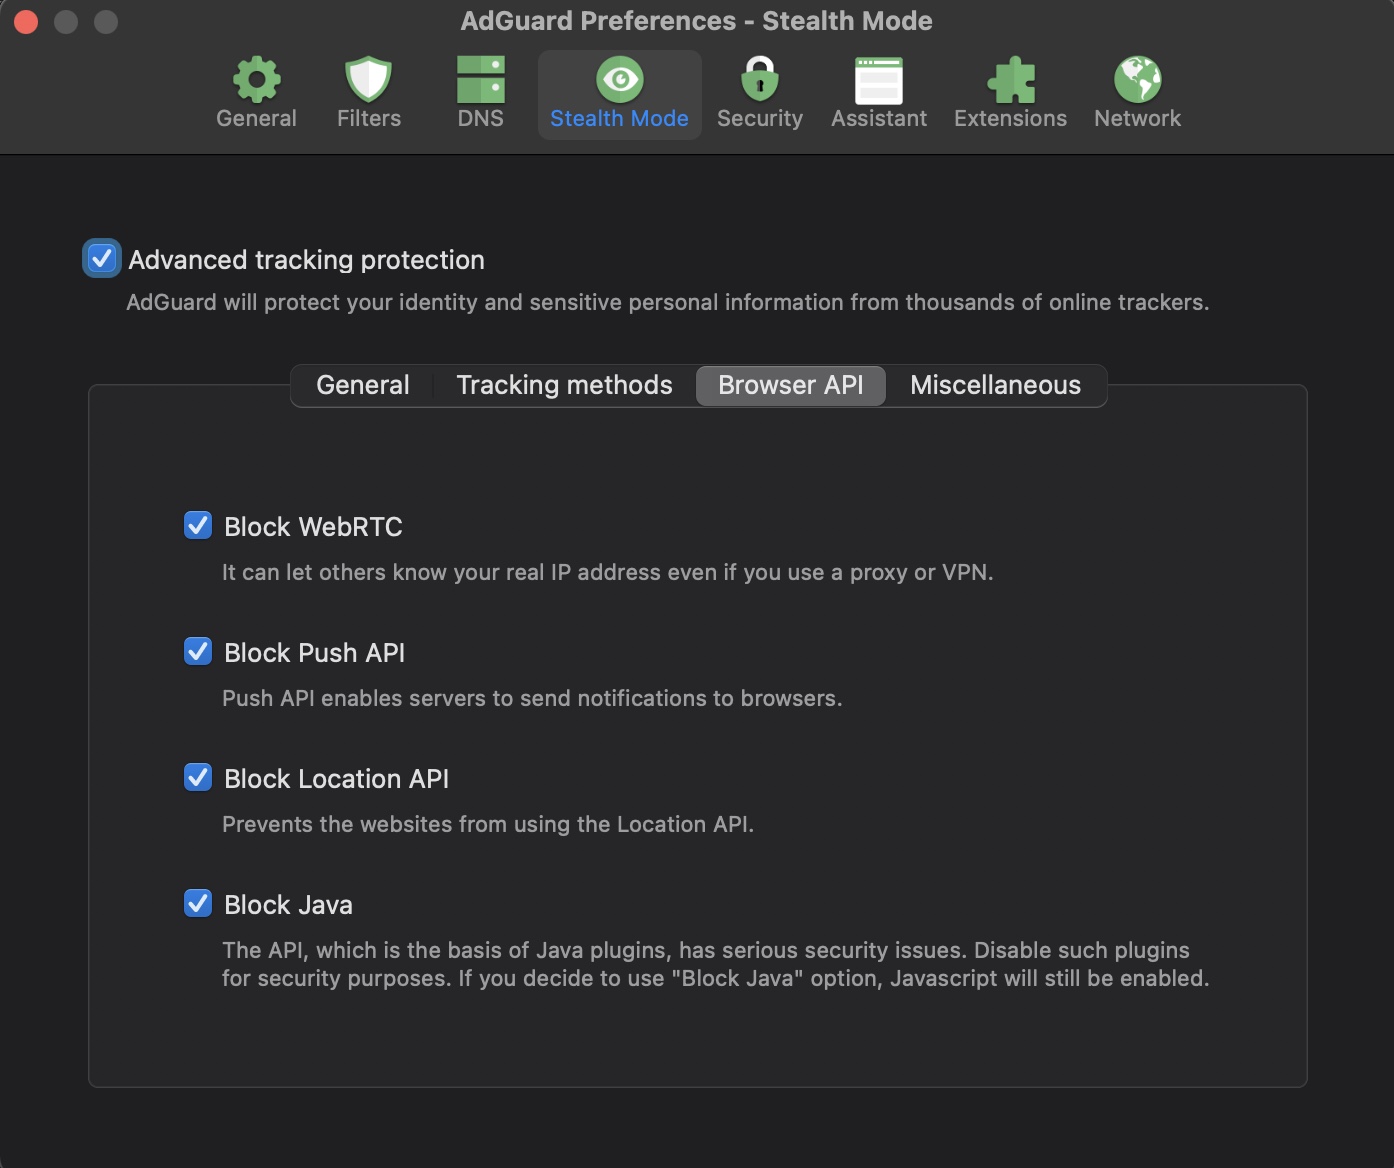 AdGuard Preferences - Stealth Mode
General Filters DNS Stealth Mode Security Assistant Extensions Network
Advanced tracking protection
AdGuard will protect your identity and sensitive personal information from thousands of online trackers.
General Tracking methods Browser API Miscellaneous
Block WebRTC
It can let others know your real IP address even if you use a proxy or VPN.
Block Push API
Push API enables servers to send notifications to browsers.
Block Location API
Prevents the websites from using the Location API.
Block Java
The API, which is the basis of Java plugins, has serious security issues. Disable such plugins
for security purposes. If you decide to use "Block Java" option, Javascript will still be enabled.